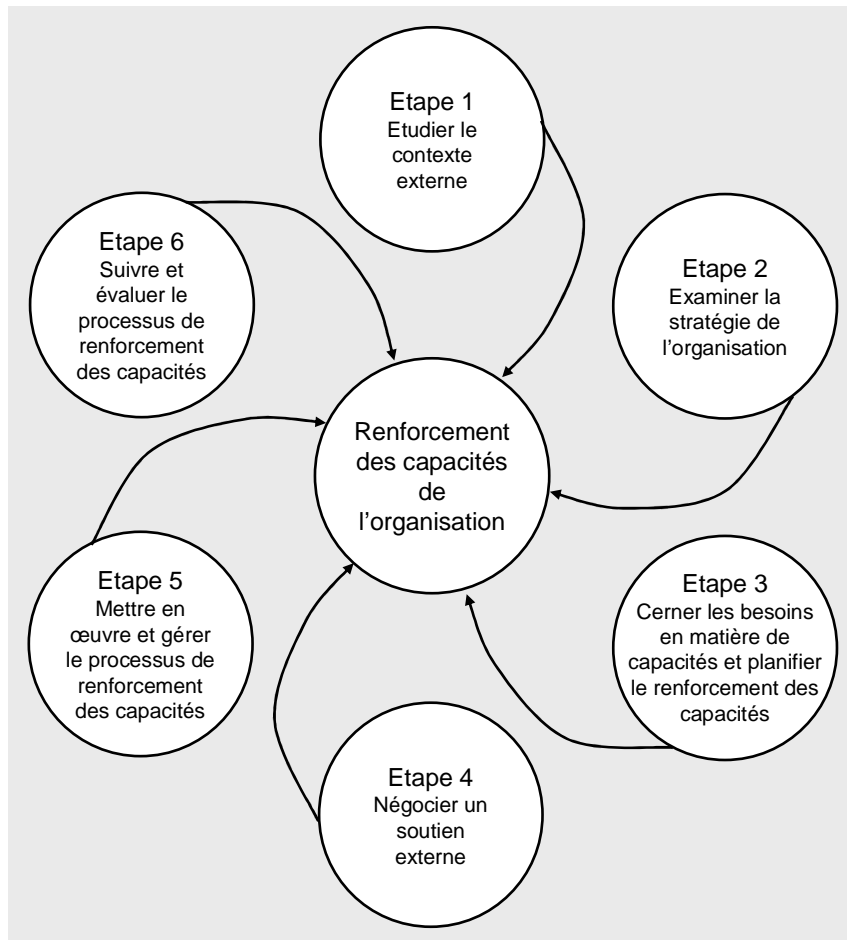 Etape 1
Etudier le
contexte
externe
Etape 2
Examiner la
stratégie de
l’organisation
Etape 3
Cerner les besoins
en matière de
capacités et planifier
le renforcement des
capacités
Etape 4
Négocier un
soutien
externe
Etape 5
Mettre en
œuvre et gérer
le processus de
renforcement
des capacités
Etape 6
Suivre et
évaluer le
processus de
renforcement
des capacités
Renforcement
des capacités
de
l’organisation